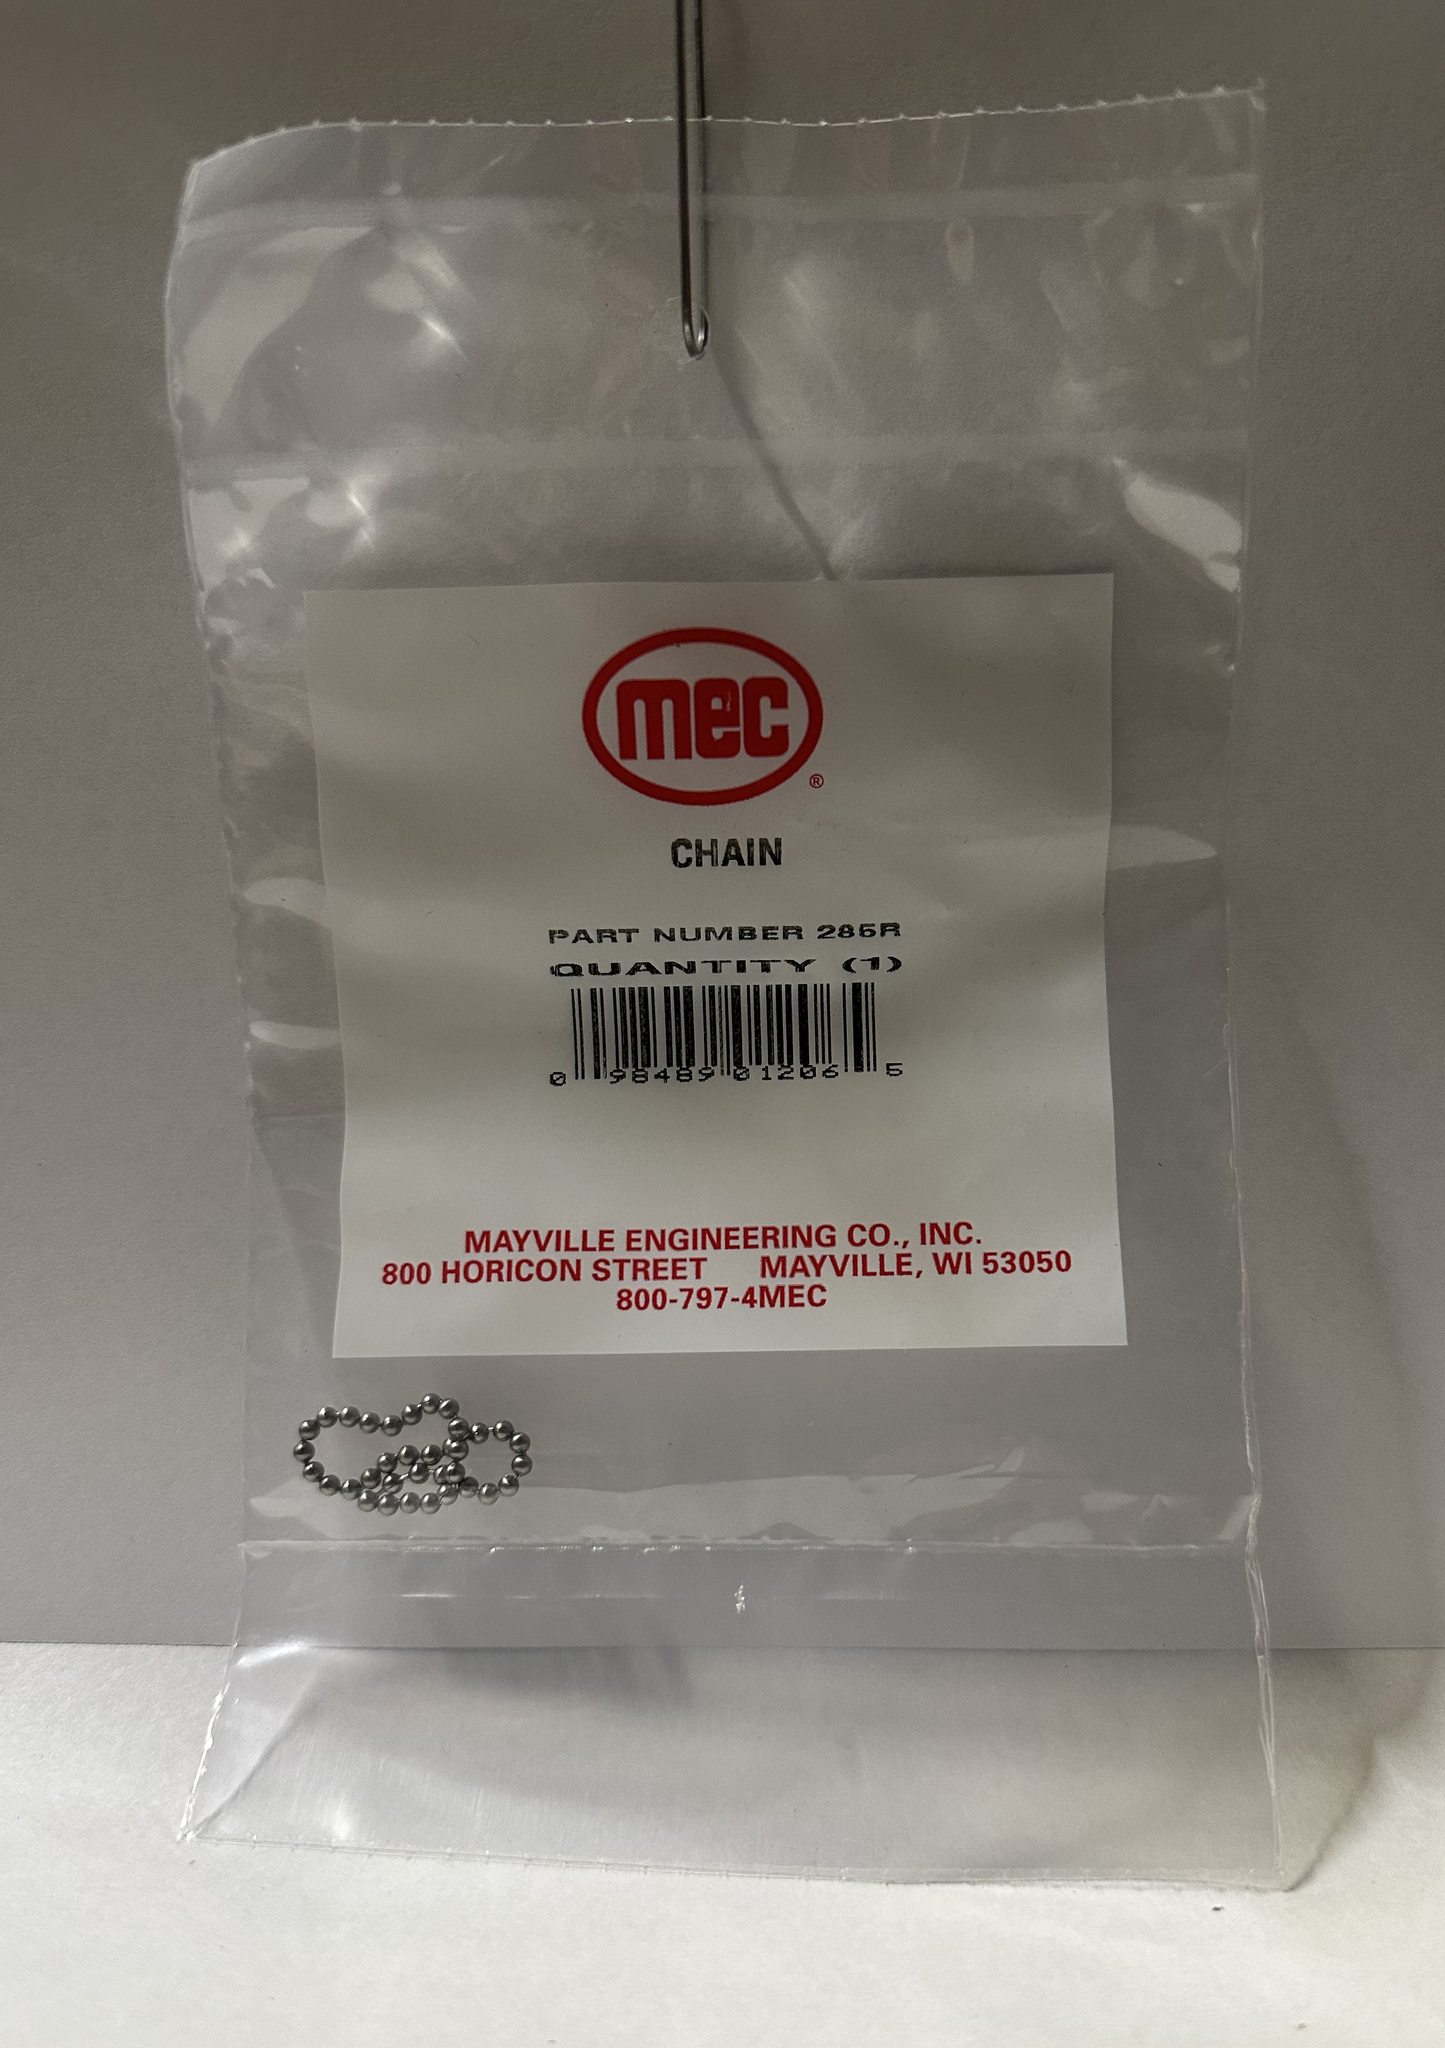 mec
®
CHAIN
PART NUMBER 285R
QUANTITY (1)
0 98489 01206 5
MAYVILLE ENGINEERING CO., INC.
800 HORICON STREET MAYVILLE, WI 53050
800-797-4MEC